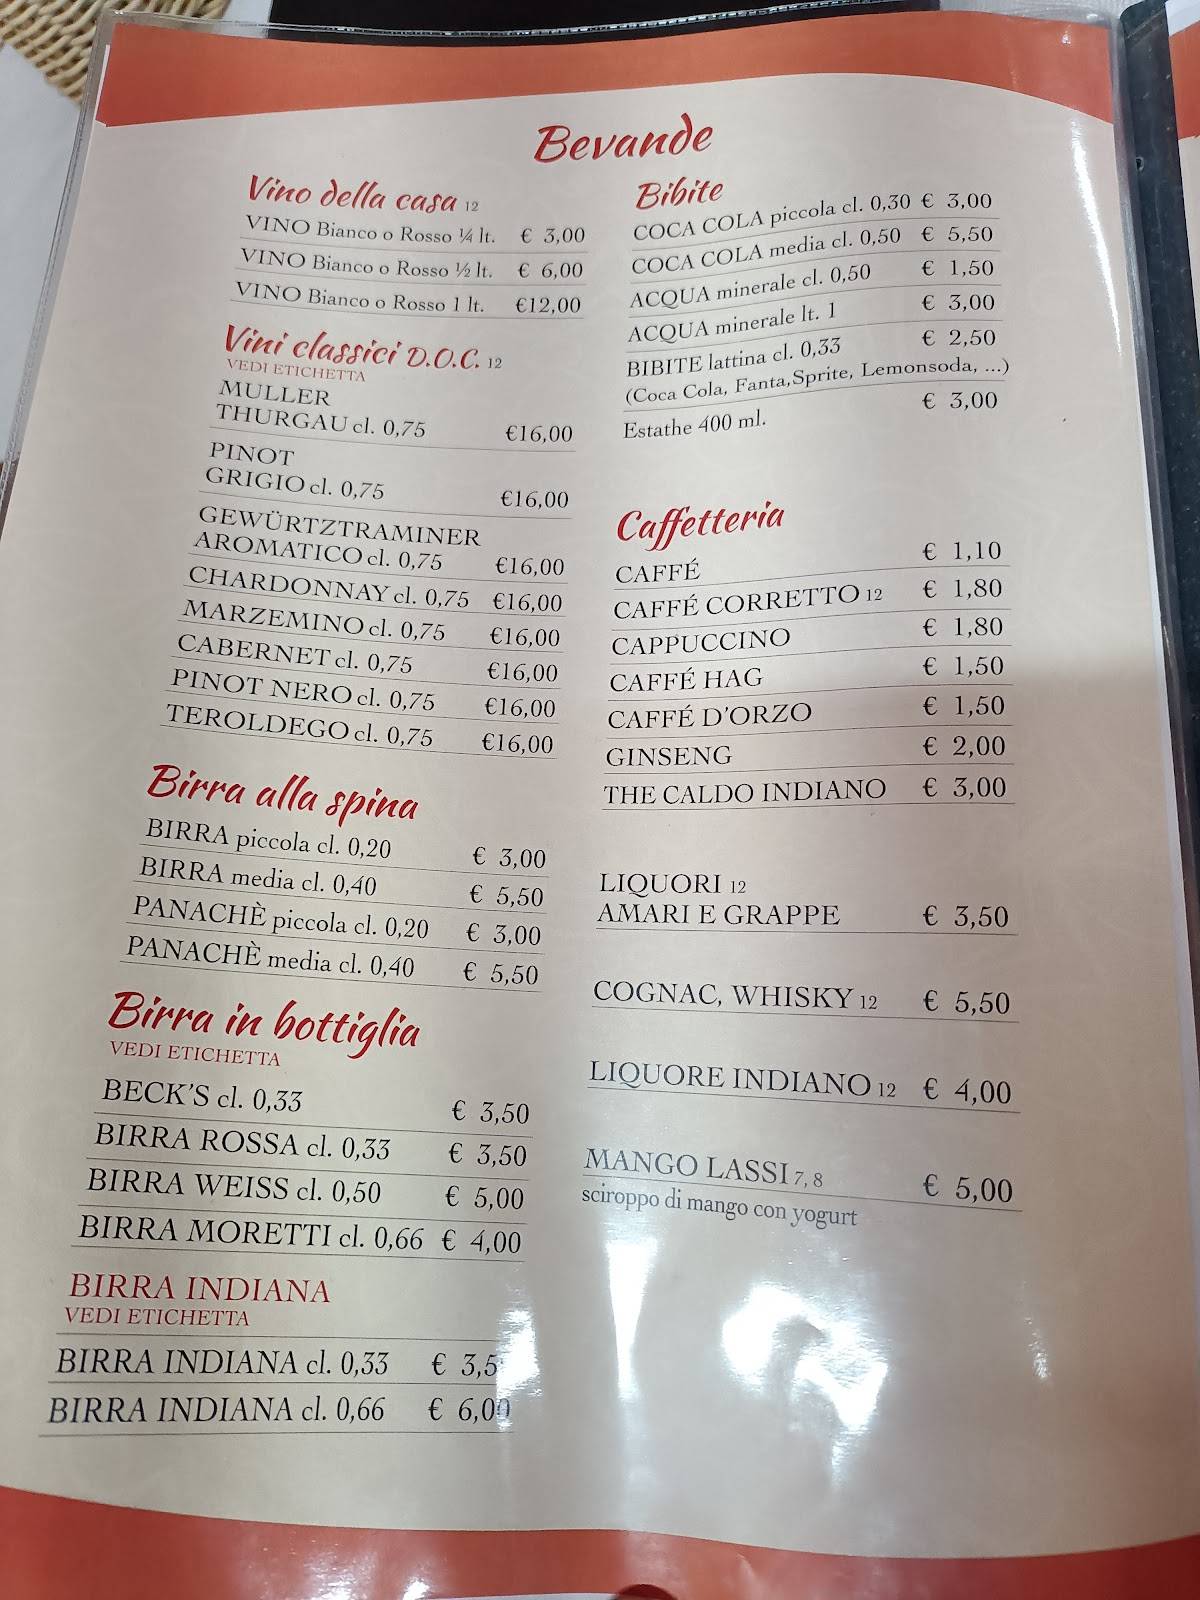 Bevande
Vino della casa 12
VINO Bianco o Rosso ¼ lt. € 3,00
VINO Bianco o Rosso ½ lt. € 6,00
VINO Bianco o Rosso 1 lt. €12,00
Vini classici D.O.C. 12
VEDI ETICHETTA
MULLER
THURGAU cl. 0,75 €16,00
PINOT
GRIGIO cl. 0,75 €16,00
GEWÜRTZTRAMINER
AROMATICO cl. 0,75 €16,00
CHARDONNAY cl. 0,75 €16,00
MARZEMINO cl. 0,75 €16,00
CABERNET cl. 0,75 €16,00
PINOT NERO cl. 0,75 €16,00
TEROLDEGO cl. 0,75 €16,00
Birra alla spina
BIRRA piccola cl. 0,20 € 3,00
BIRRA media cl. 0,40 € 5,50
PANACHÈ piccola cl. 0,20 € 3,00
PANACHÈ media cl. 0,40 € 5,50
Birra in bottiglia
VEDI ETICHETTA
BECK'S cl. 0,33 € 3,50
BIRRA ROSSA cl. 0,33 € 3,50
BIRRA WEISS cl. 0,50 € 5,00
BIRRA MORETTI cl. 0,66 € 4,00
BIRRA INDIANA
VEDI ETICHETTA
BIRRA INDIANA cl. 0,33 € 3,5
BIRRA INDIANA cl. 0,66 € 6,00
Bibite
COCA COLA piccola cl. 0,30 € 3,00
COCA COLA media cl. 0,50 € 5,50
ACQUA minerale cl. 0,50 € 1,50
ACQUA minerale lt. 1 € 3,00
BIBITE lattina cl. 0,33 € 2,50
(Coca Cola, Fanta,Sprite, Lemonsoda, ...)
Estathe 400 ml. € 3,00
Caffetteria
CAFFÉ € 1,10
CAFFÉ CORRETTO 12 € 1,80
CAPPUCCINO € 1,80
CAFFÉ HAG € 1,50
CAFFÉ D'ORZO € 1,50
GINSENG € 2,00
THE CALDO INDIANO € 3,00
LIQUORI 12
AMARI E GRAPPE € 3,50
COGNAC, WHISKY 12 € 5,50
LIQUORE INDIANO 12 € 4,00
MANGO LASSI 7, 8 € 5,00
sciroppo di mango con yogurt